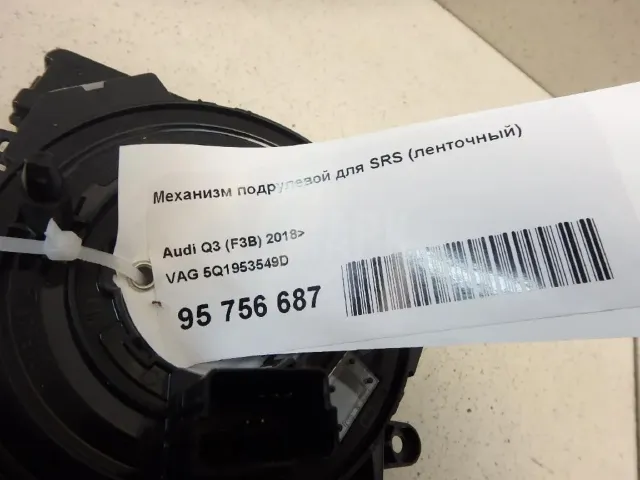 Механизм подрулевой для SRS (ленточный)
Audi Q3 (F3B) 2018>
VAG 5Q1953549D
95 756 687